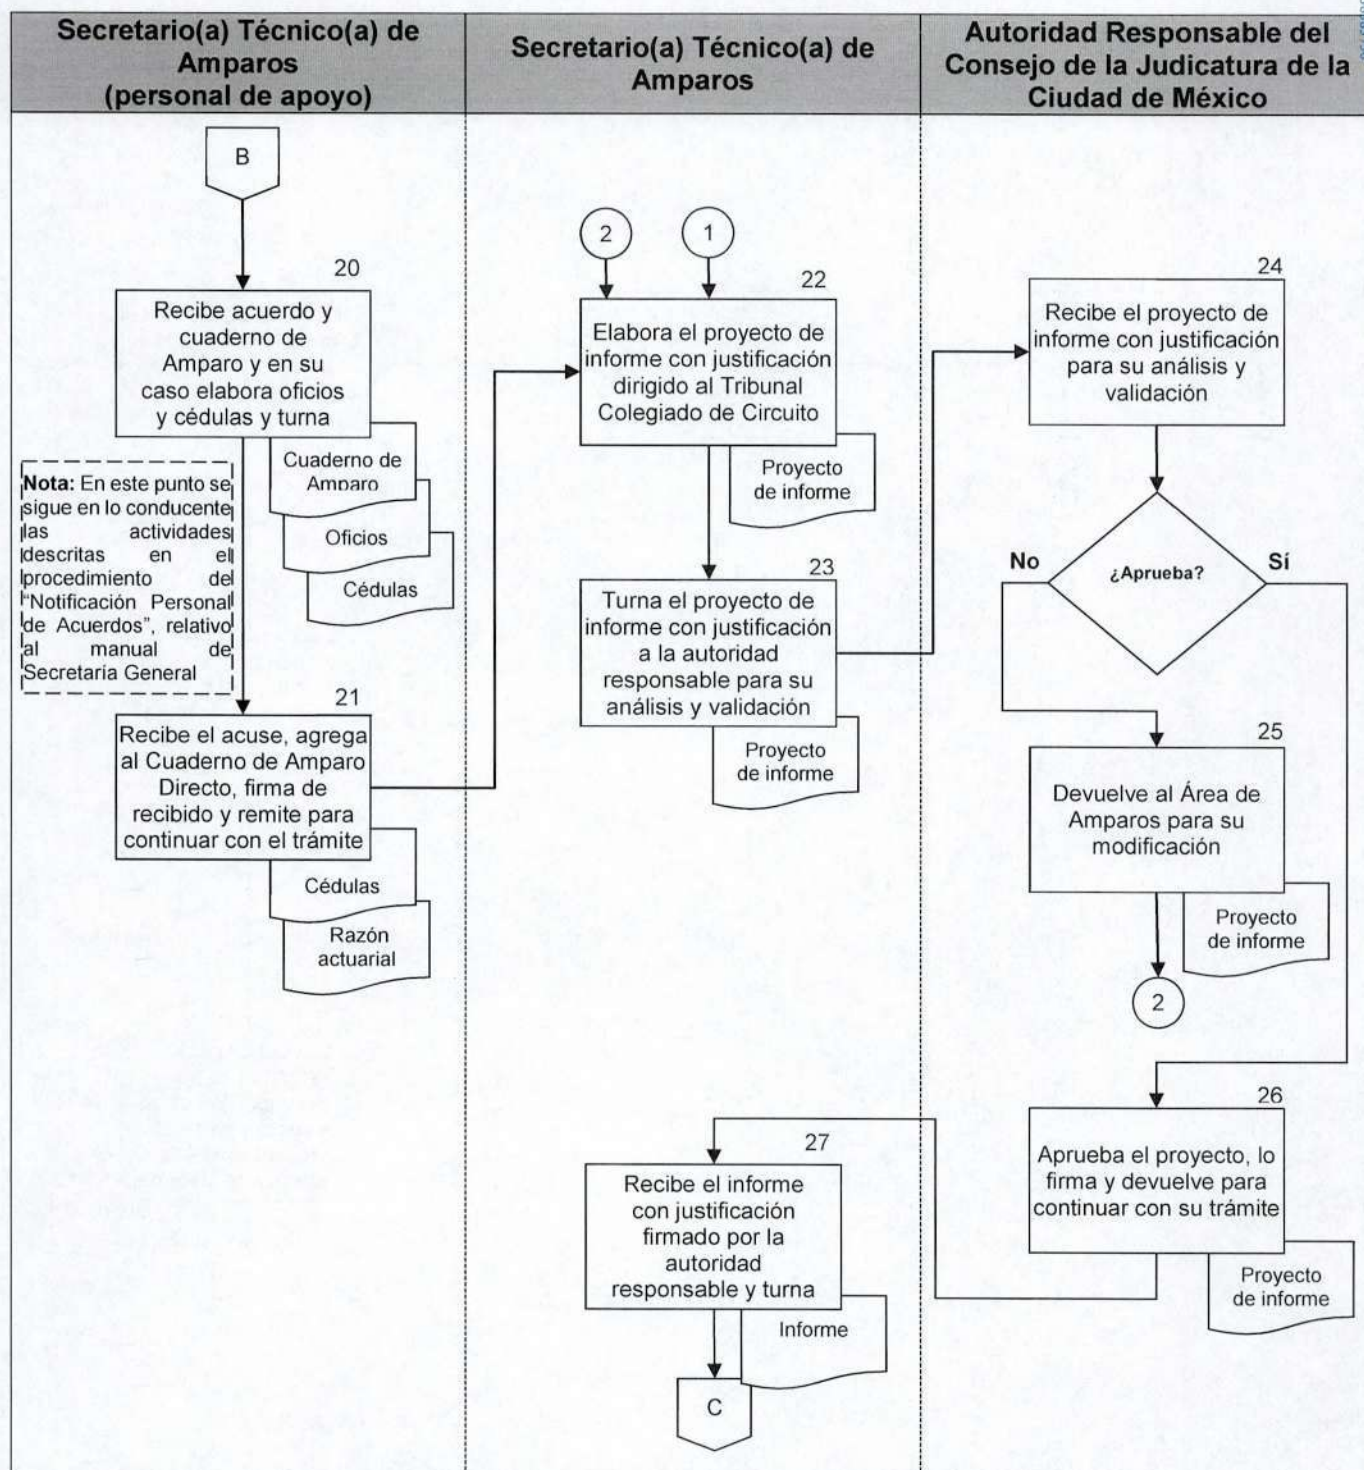 Secretario(a) Técnico(a) de
Amparos
(personal de apoyo)
Secretario(a) Técnico(a) de
Amparos
Autoridad Responsable del
Consejo de la Judicatura de la
Ciudad de México
B
20
Recibe acuerdo y
cuaderno de
Amparo y en su
caso elabora oficios
y cédulas y turna
Cuaderno de
Amparo
Oficios
Cédulas
Nota: En este punto se
sigue en lo conducente
las actividades
descritas en el
procedimiento de
“Notificación Personal
de Acuerdos”, relativo
al manual de
Secretaría General
21
Recibe el acuse, agrega
al Cuaderno de Amparo
Directo, firma de
recibido y remite para
continuar con el trámite
Cédulas
Razón
actuarial
2
1
22
Elabora el proyecto de
informe con justificación
dirigido al Tribunal
Colegiado de Circuito
Proyecto
de informe
23
Turna el proyecto de
informe con justificación
a la autoridad
responsable para su
análisis y validación
Proyecto
de informe
24
Recibe el proyecto de
informe con justificación
para su análisis y
validación
No
¿Aprueba?
Sí
25
Devuelve al Área de
Amparos para su
modificación
Proyecto
de informe
2
26
Aprueba el proyecto, lo
firma y devuelve para
continuar con su trámite
Proyecto
de informe
27
Recibe el informe
con justificación
firmado por la
autoridad
responsable y turna
Informe
C